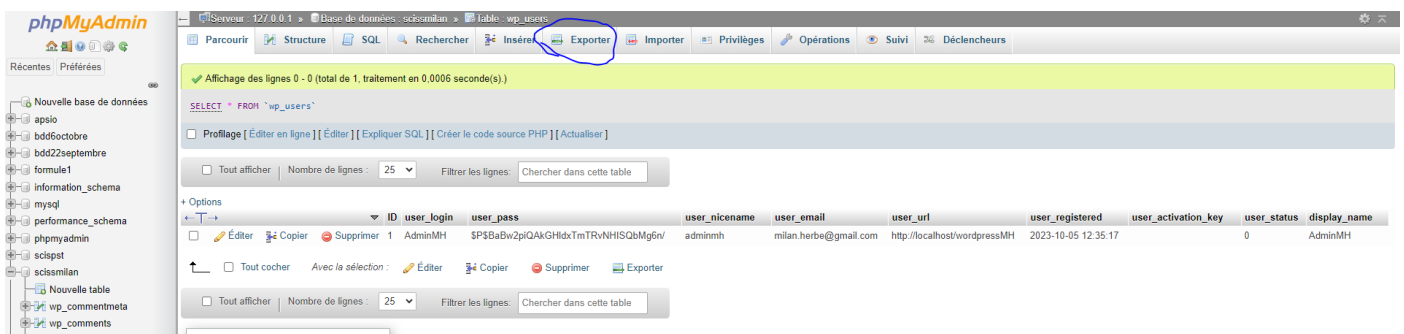 phpMyAdmin
Récentes Préférées
Nouvelle base de données
apsio
bdd6octobre
bdd22septembre
formule1
information_schema
mysql
performance_schema
phpmyadmin
scispst
scissmilan
Nouvelle table
wp_commentmeta
wp_comments
Serveur : 127.0.0.1 » Base de données : scissmilan » Table : wp_users
Parcourir Structure SQL Rechercher Insérer Exporter Importer Privilèges Opérations Suivi Déclencheurs
Affichage des lignes 0 - 0 (total de 1, traitement en 0,0006 seconde(s).)
SELECT * FROM `wp_users`
Profilage [ Éditer en ligne ] [ Éditer ] [ Expliquer SQL ] [ Créer le code source PHP ] [ Actualiser ]
Tout afficher | Nombre de lignes : 25 Filtrer les lignes: Chercher dans cette table
+ Options
←T→ ID user_login user_pass user_nicename user_email user_url user_registered user_activation_key user_status display_name
Éditer Copier Supprimer 1 AdminMH $P$BaBw2piQAkGHldxTmTRvNHISQbMg6n/ adminmh milan.herbe@gmail.com http://localhost/wordpressMH 2023-10-05 12:35:17 0 AdminMH
Tout cocher Avec la sélection : Éditer Copier Supprimer Exporter
Tout afficher | Nombre de lignes : 25 Filtrer les lignes: Chercher dans cette table